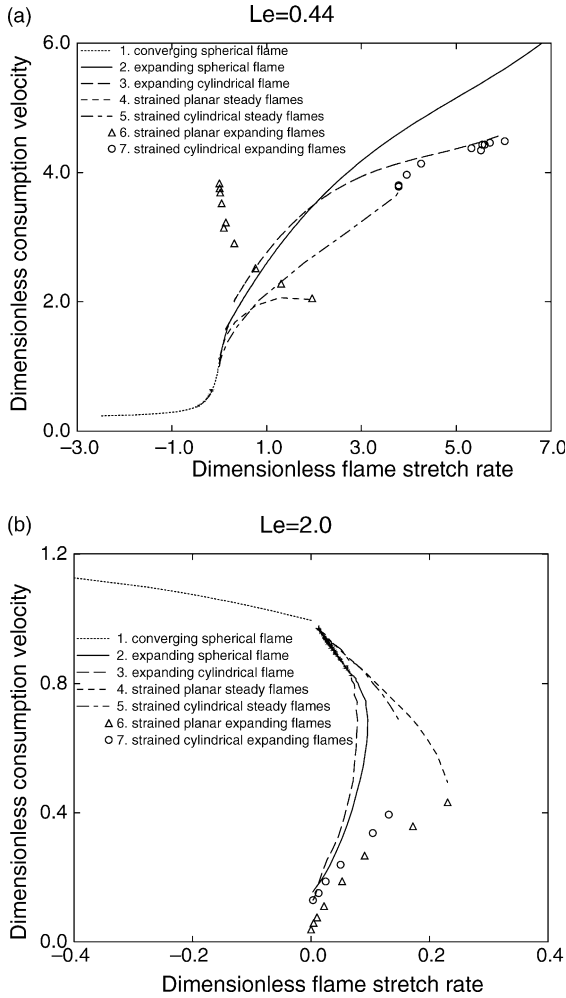 (a)
Le=0.44
Dimensionless consumption velocity
6.0
4.0
2.0
0.0
1. converging spherical flame
2. expanding spherical flame
3. expanding cylindrical flame
4. strained planar steady flames
5. strained cylindrical steady flames
6. strained planar expanding flames
7. strained cylindrical expanding flames
−3.0 −1.0 1.0 3.0 5.0 7.0
Dimensionless flame stretch rate
(b)
Le=2.0
Dimensionless consumption velocity
1.2
0.8
0.4
0.0
1. converging spherical flame
2. expanding spherical flame
3. expanding cylindrical flame
4. strained planar steady flames
5. strained cylindrical steady flames
6. strained planar expanding flames
7. strained cylindrical expanding flames
−0.4 −0.2 0.0 0.2 0.4
Dimensionless flame stretch rate